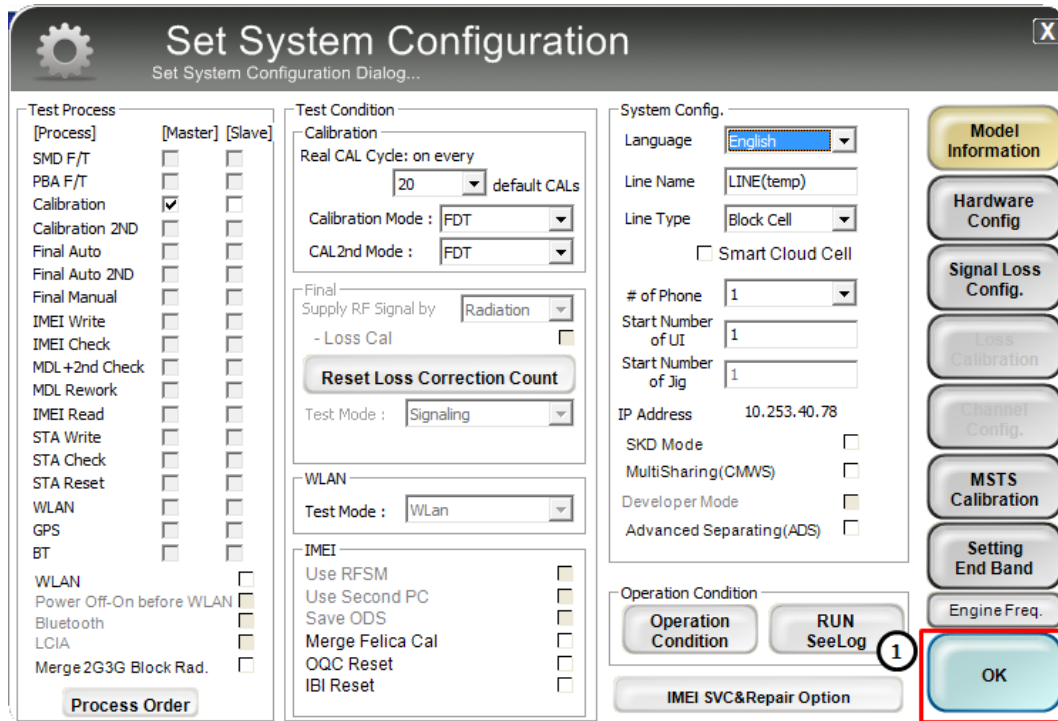 Set System Configuration
X
Set System Configuration Dialog...
Test Process
[Process] [Master] [Slave]
SMD F/T
PBA F/T
Calibration
Calibration 2ND
Final Auto
Final Auto 2ND
Final Manual
IMEI Write
IMEI Check
MDL+2nd Check
MDL Rework
IMEI Read
STA Write
STA Check
STA Reset
WLAN
GPS
BT
WLAN
Power Off-On before WLAN
Bluetooth
LCIA
Merge 2G3G Block Rad.
Process Order
Test Condition
Calibration
Real CAL Cycle: on every
20 default CALs
Calibration Mode : FDT
CAL2nd Mode : FDT
Final
Supply RF Signal by Radiation
- Loss Cal
Reset Loss Correction Count
Test Mode : Signaling
WLAN
Test Mode : WLan
IMEI
Use RFSM
Use Second PC
Save ODS
Merge Felica Cal
OQC Reset
IBI Reset
System Config.
Language English
Line Name LINE(temp)
Line Type Block Cell
Smart Cloud Cell
# of Phone 1
Start Number
of UI 1
Start Number
of Jig 1
IP Address 10.253.40.78
SKD Mode
MultiSharing(CMWS)
Developer Mode
Advanced Separating(ADS)
Operation Condition
Operation
Condition
RUN
SeeLog
1
IMEI SVC&Repair Option
Model
Information
Hardware
Config
Signal Loss
Config.
Loss
Calibration
Channel
Config.
MSTS
Calibration
Setting
End Band
Engine Freq.
OK